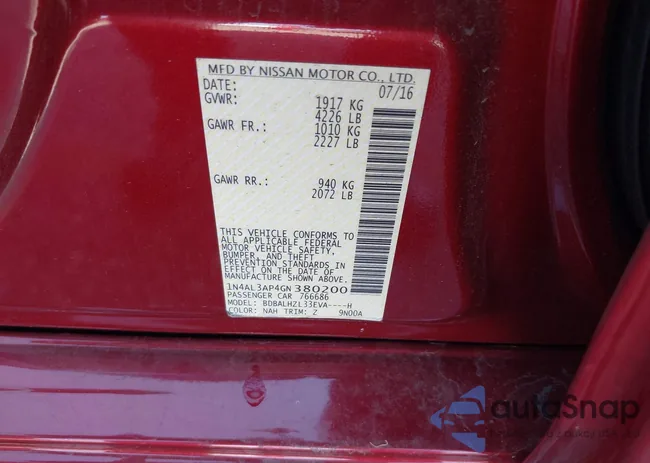 MFD BY NISSAN MOTOR CO., LTD.
DATE: 07/16
GVWR: 1917 KG
4226 LB
GAWR FR.: 1010 KG
2227 LB
GAWR RR.: 940 KG
2072 LB
THIS VEHICLE CONFORMS TO
ALL APPLICABLE FEDERAL
MOTOR VEHICLE SAFETY,
BUMPER, AND THEFT
PREVENTION STANDARDS IN
EFFECT ON THE DATE OF
MANUFACTURE SHOWN ABOVE.
1N4AL3AP4GN380200
PASSENGER CAR 766686
MODEL: BDBALHZL33EVA----H
COLOR: NAH TRIM: Z 9N00A
autoSnap